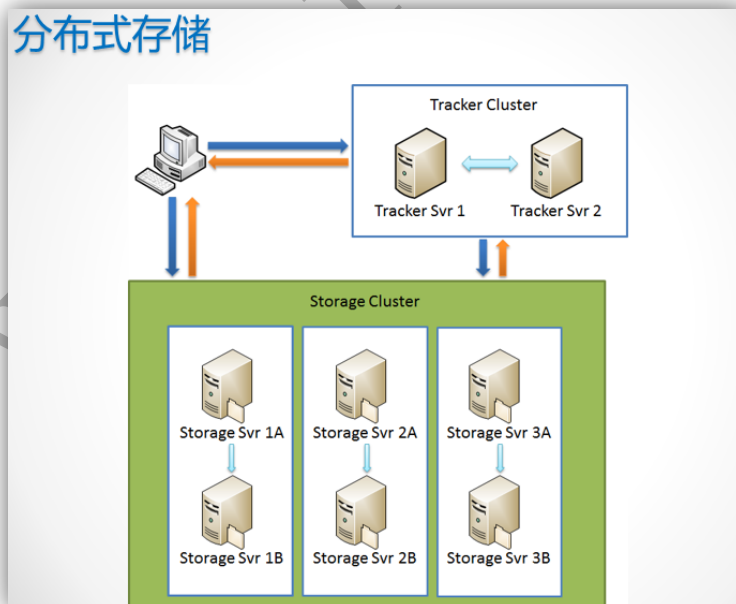 分布式存储
Tracker Cluster
Tracker Svr 1
Tracker Svr 2
Storage Cluster
Storage Svr 1A
Storage Svr 2A
Storage Svr 3A
Storage Svr 1B
Storage Svr 2B
Storage Svr 3B